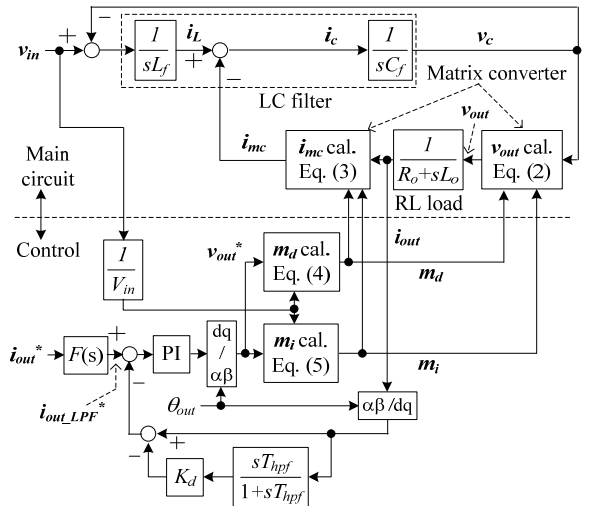 v_in
+
−
1
sL_f
i_L
+
−
i_c
1
sC_f
v_c
LC filter
Matrix converter
v_out
i_mc
i_mc cal.
Eq. (3)
1
R_o+sL_o
RL load
v_out cal.
Eq. (2)
Main
circuit
Control
i_out
1
V_in
v_out*
m_d cal.
Eq. (4)
m_d
i_out*
F(s)
+
−
PI
dq
/
αβ
m_i cal.
Eq. (5)
m_i
i_out_LPF*
θ_out
αβ/dq
+
−
K_d
sT_hpf
1+sT_hpf